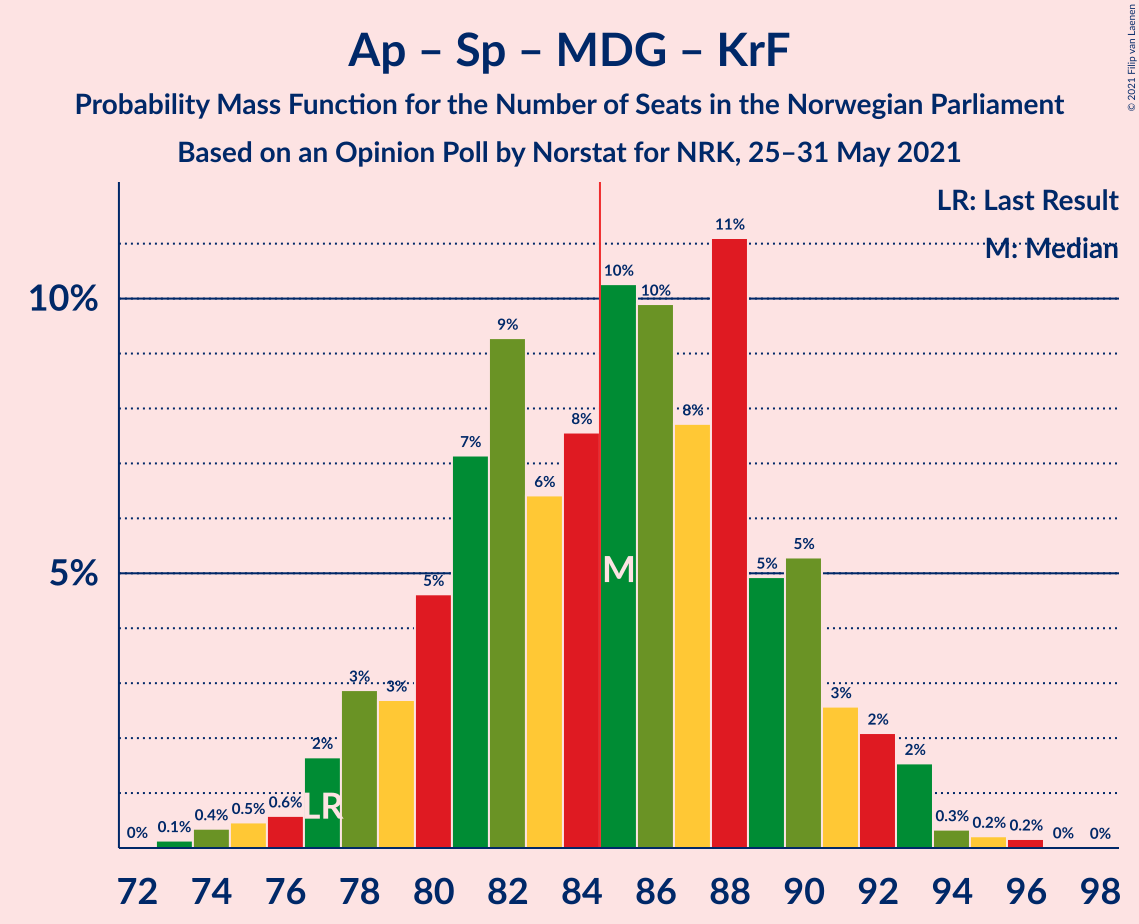 Ap – Sp – MDG – KrF
Probability Mass Function for the Number of Seats in the Norwegian Parliament
Based on an Opinion Poll by Norstat for NRK, 25–31 May 2021
© 2021 Filip van Laenen
LR: Last Result
M: Median
10%
5%
0% 0.1% 0.4% 0.5% 0.6% 2% 3% 3% 5% 7% 9% 6% 8% 10% 10% 8% 11% 5% 5% 3% 2% 2% 0.3% 0.2% 0.2% 0% 0%
M
LR
72 74 76 78 80 82 84 86 88 90 92 94 96 98